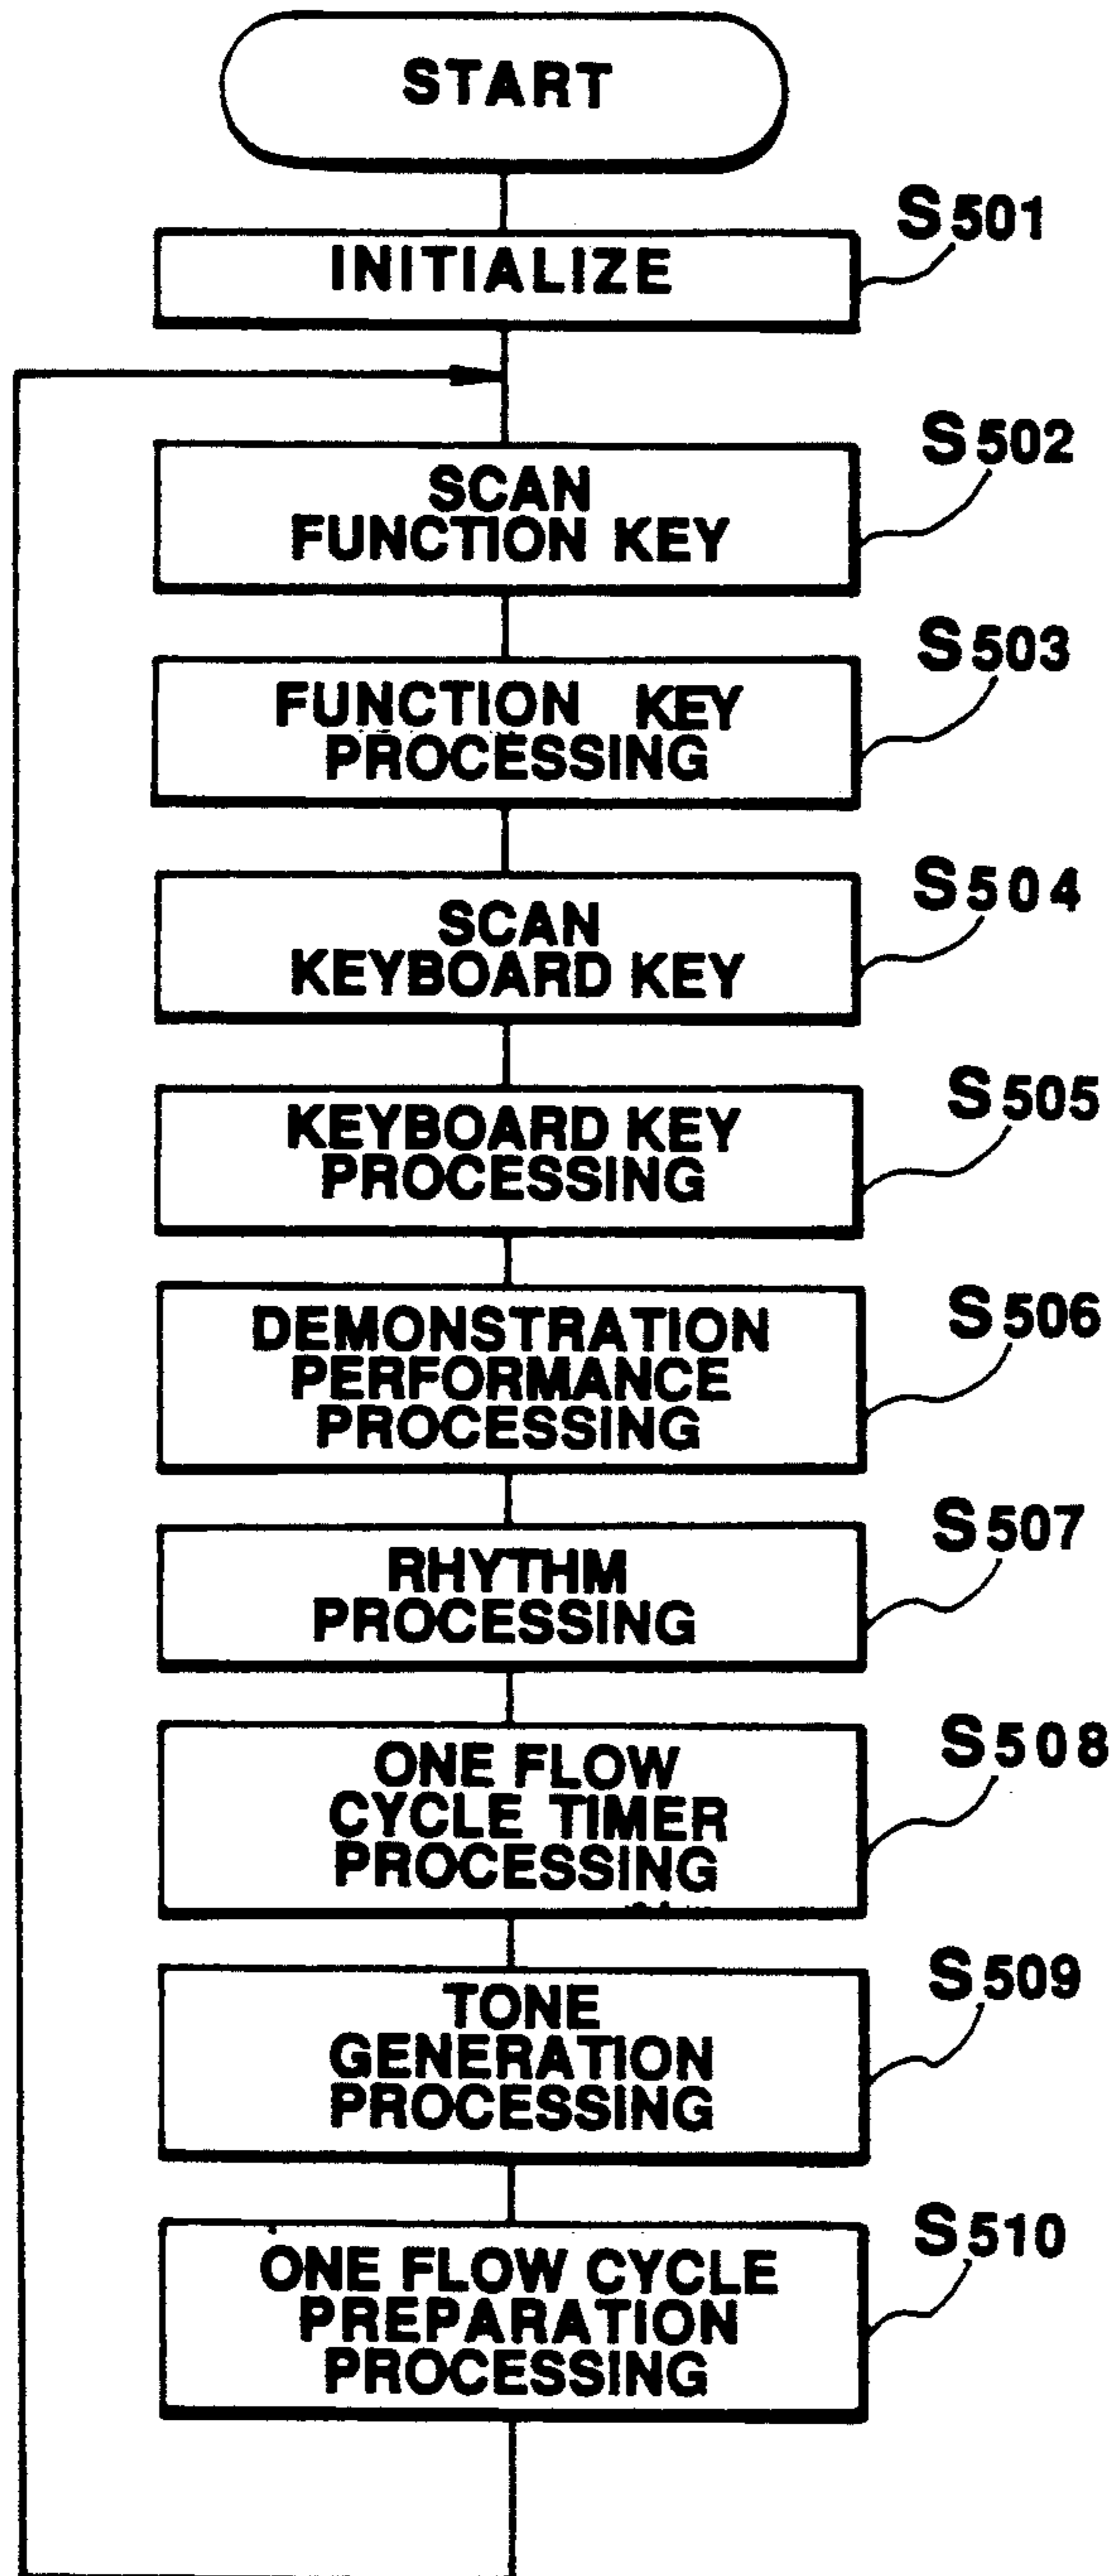 START
S501
INITIALIZE
S502
SCAN
FUNCTION KEY
S503
FUNCTION KEY
PROCESSING
S504
SCAN
KEYBOARD KEY
S505
KEYBOARD KEY
PROCESSING
S506
DEMONSTRATION
PERFORMANCE
PROCESSING
S507
RHYTHM
PROCESSING
S508
ONE FLOW
CYCLE TIMER
PROCESSING
S509
TONE
GENERATION
PROCESSING
S510
ONE FLOW CYCLE
PREPARATION
PROCESSING